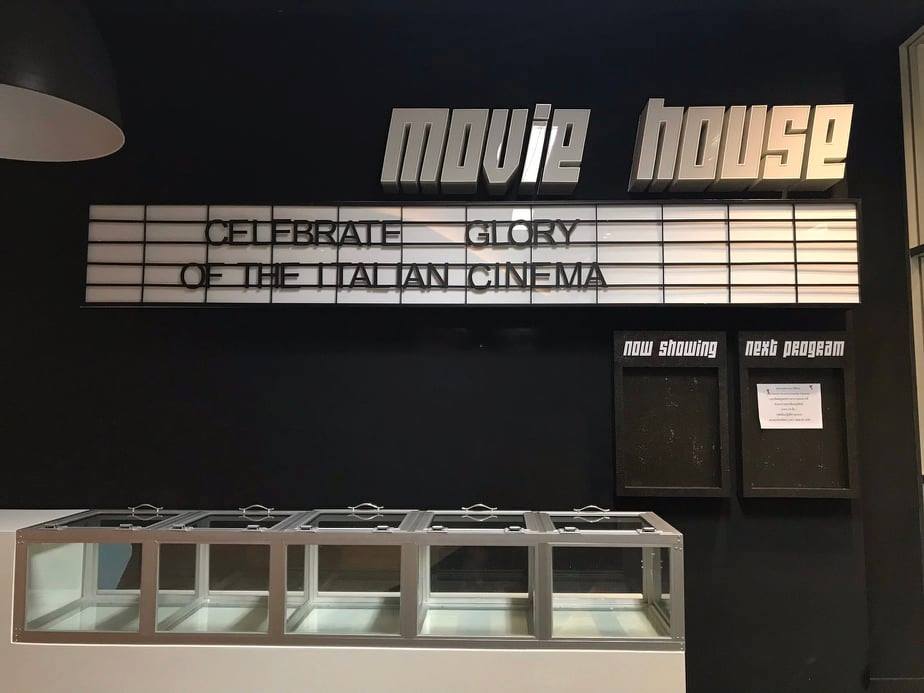 movie house
CELEBRATE GLORY
OF THE ITALIAN CINEMA
now showing
next program